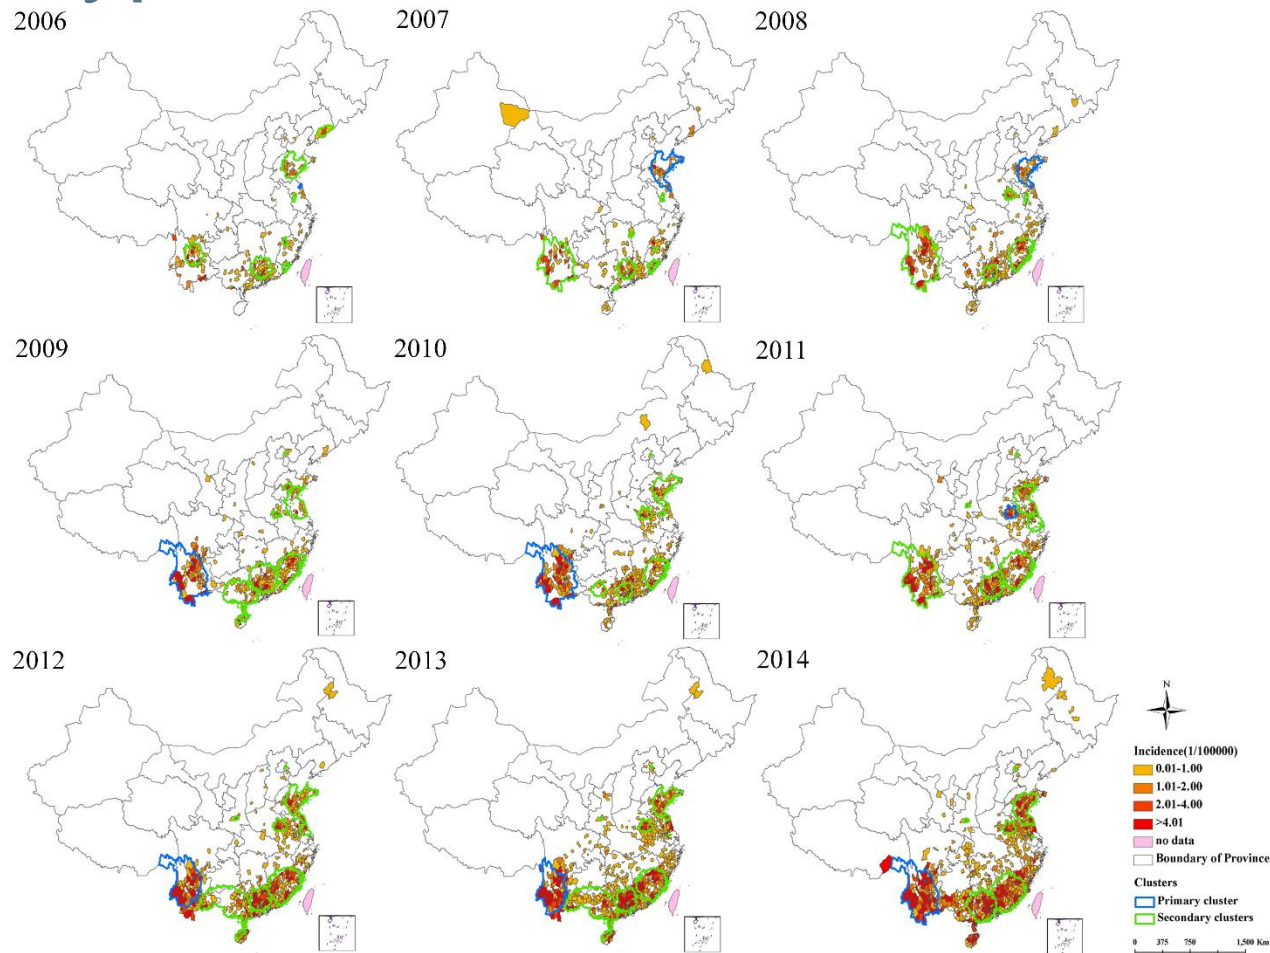 2006
2007
2008
2009
2010
2011
2012
2013
2014
N
Incidence(1/100000)
0.01-1.00
1.01-2.00
2.01-4.00
>4.01
no data
Boundary of Province
Clusters
Primary cluster
Secondary clusters
0 375 750 1,500 Km